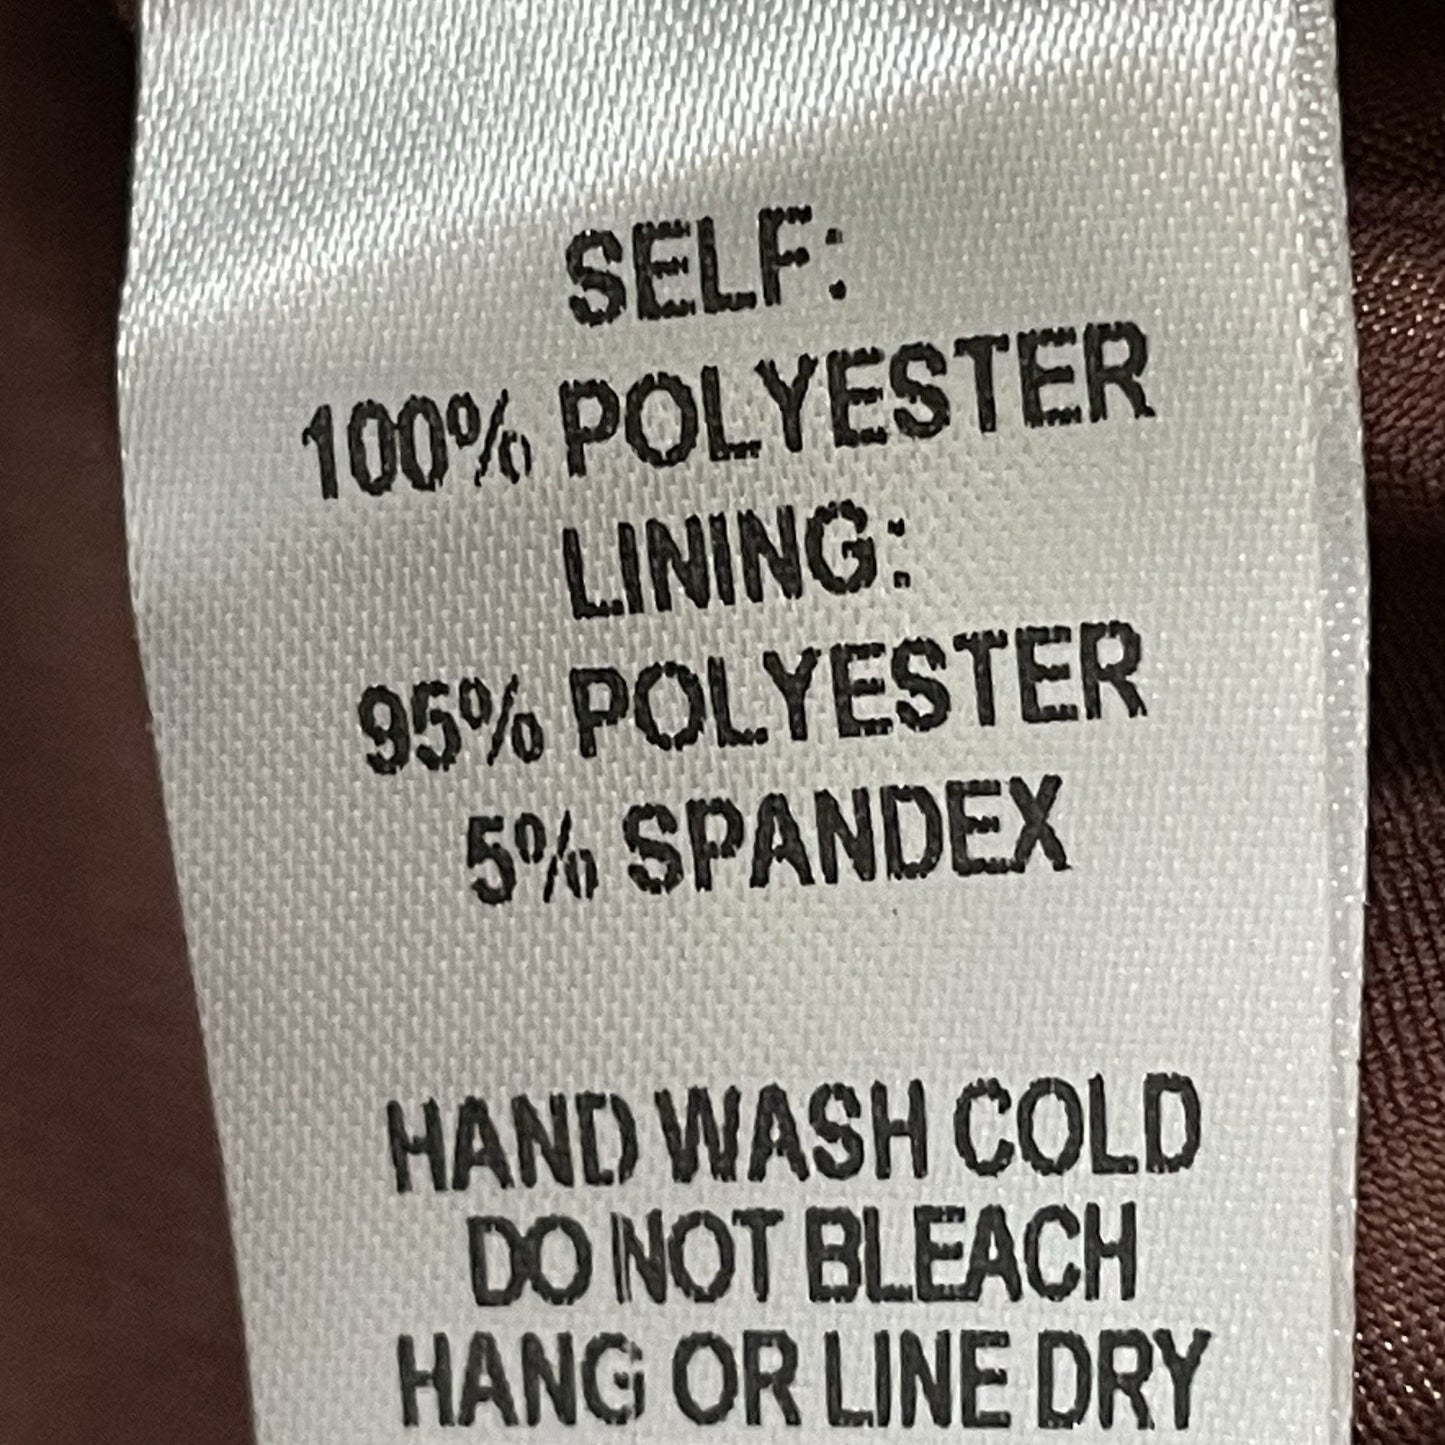 SELF:
100% POLYESTER
LINING:
95% POLYESTER
5% SPANDEX
HAND WASH COLD
DO NOT BLEACH
HANG OR LINE DRY